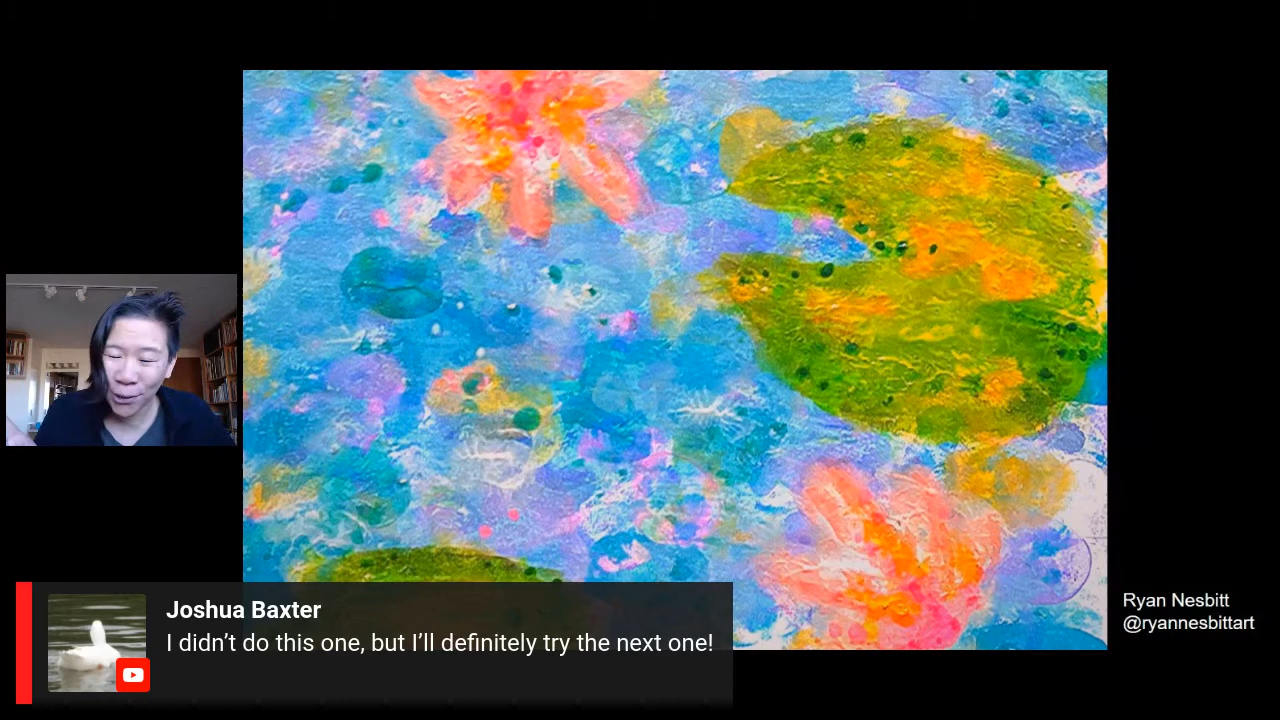 Ryan Nesbitt
@ryannesbittart
Joshua Baxter
I didn’t do this one, but I’ll definitely try the next one!